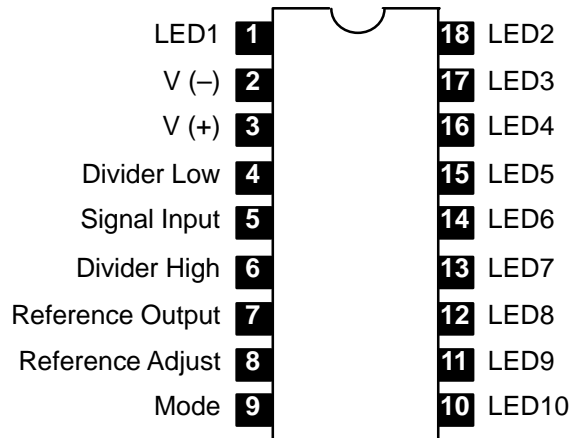 LED1 1 18 LED2
V (–) 2 17 LED3
V (+) 3 16 LED4
Divider Low 4 15 LED5
Signal Input 5 14 LED6
Divider High 6 13 LED7
Reference Output 7 12 LED8
Reference Adjust 8 11 LED9
Mode 9 10 LED10